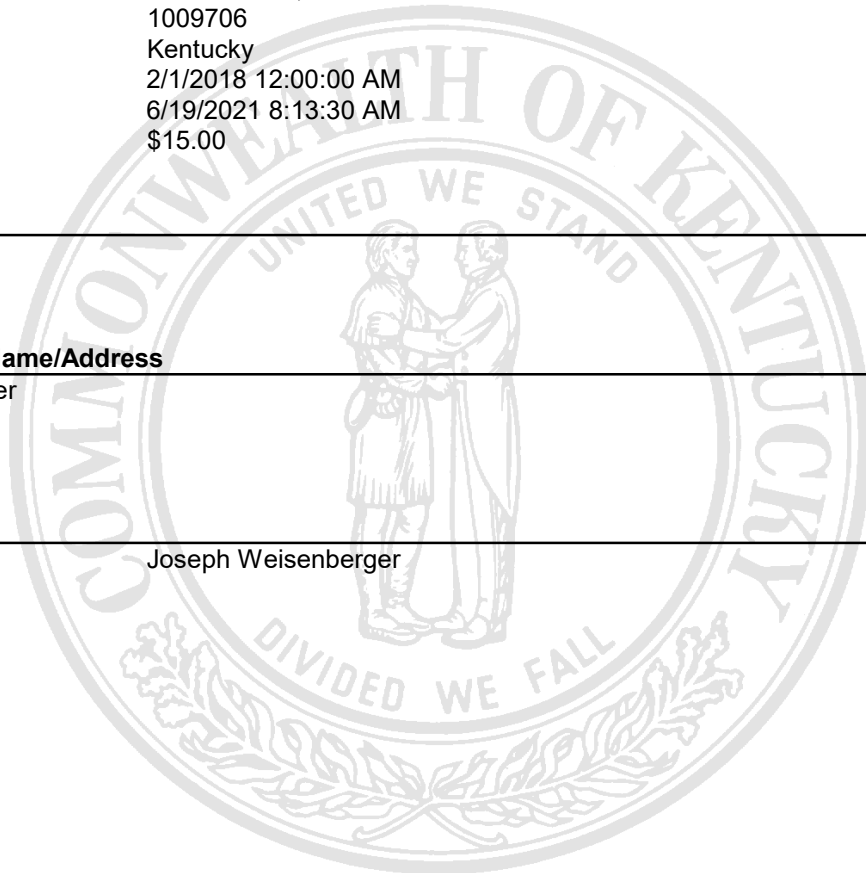 1009706
Kentucky
2/1/2018 12:00:00 AM
6/19/2021 8:13:30 AM
$15.00
COMMONWEALTH OF KENTUCKY
UNITED WE STAND
ame/Address
er
Joseph Weisenberger
DIVIDED WE FALL